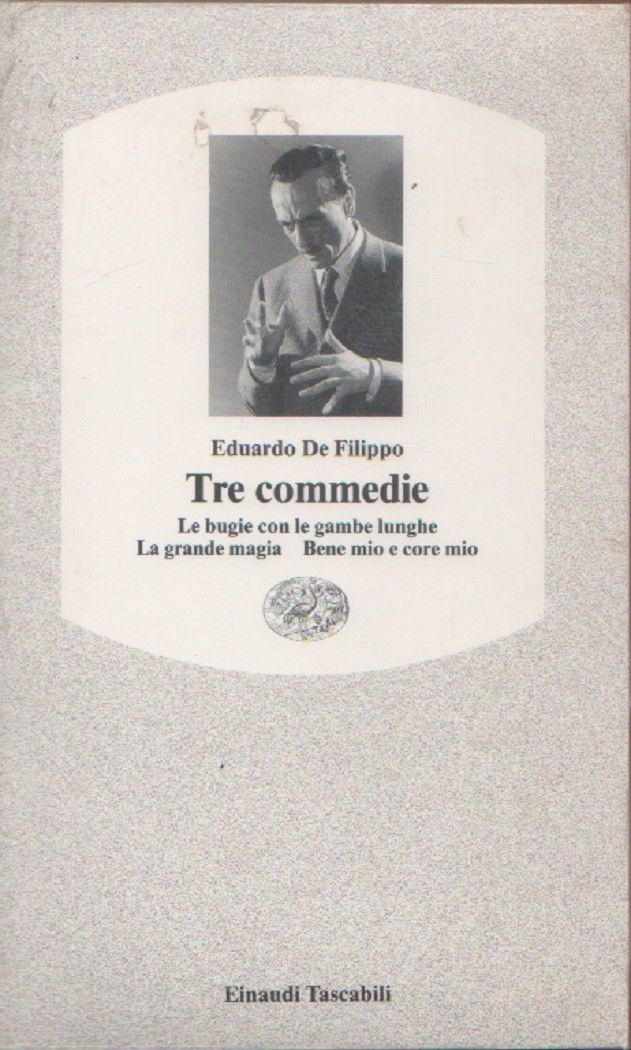 Eduardo De Filippo
Tre commedie
Le bugie con le gambe lunghe
La grande magia Bene mio e core mio
Einaudi Tascabili